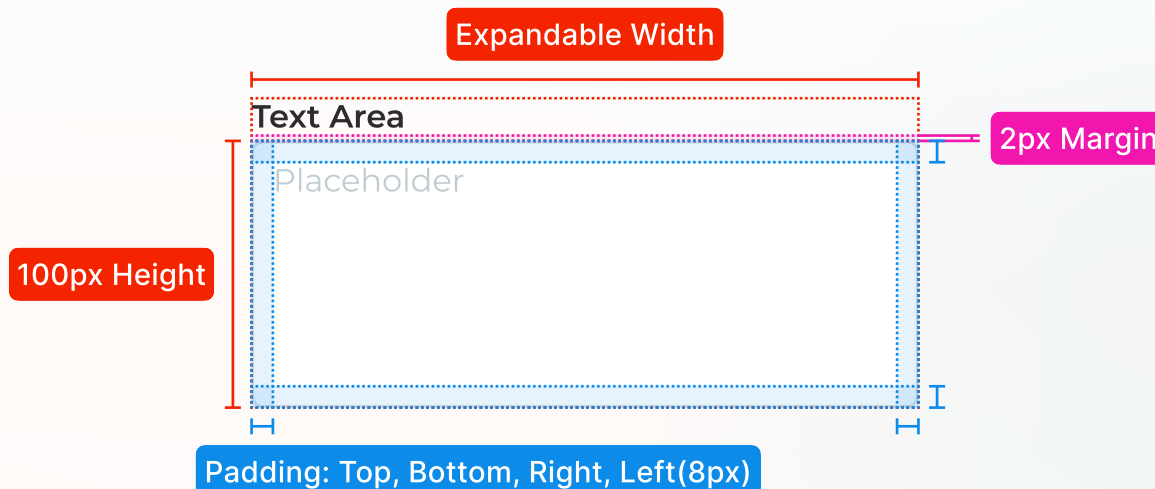 Expandable Width
Text Area
2px Margin
Placeholder
100px Height
Padding: Top, Bottom, Right, Left(8px)